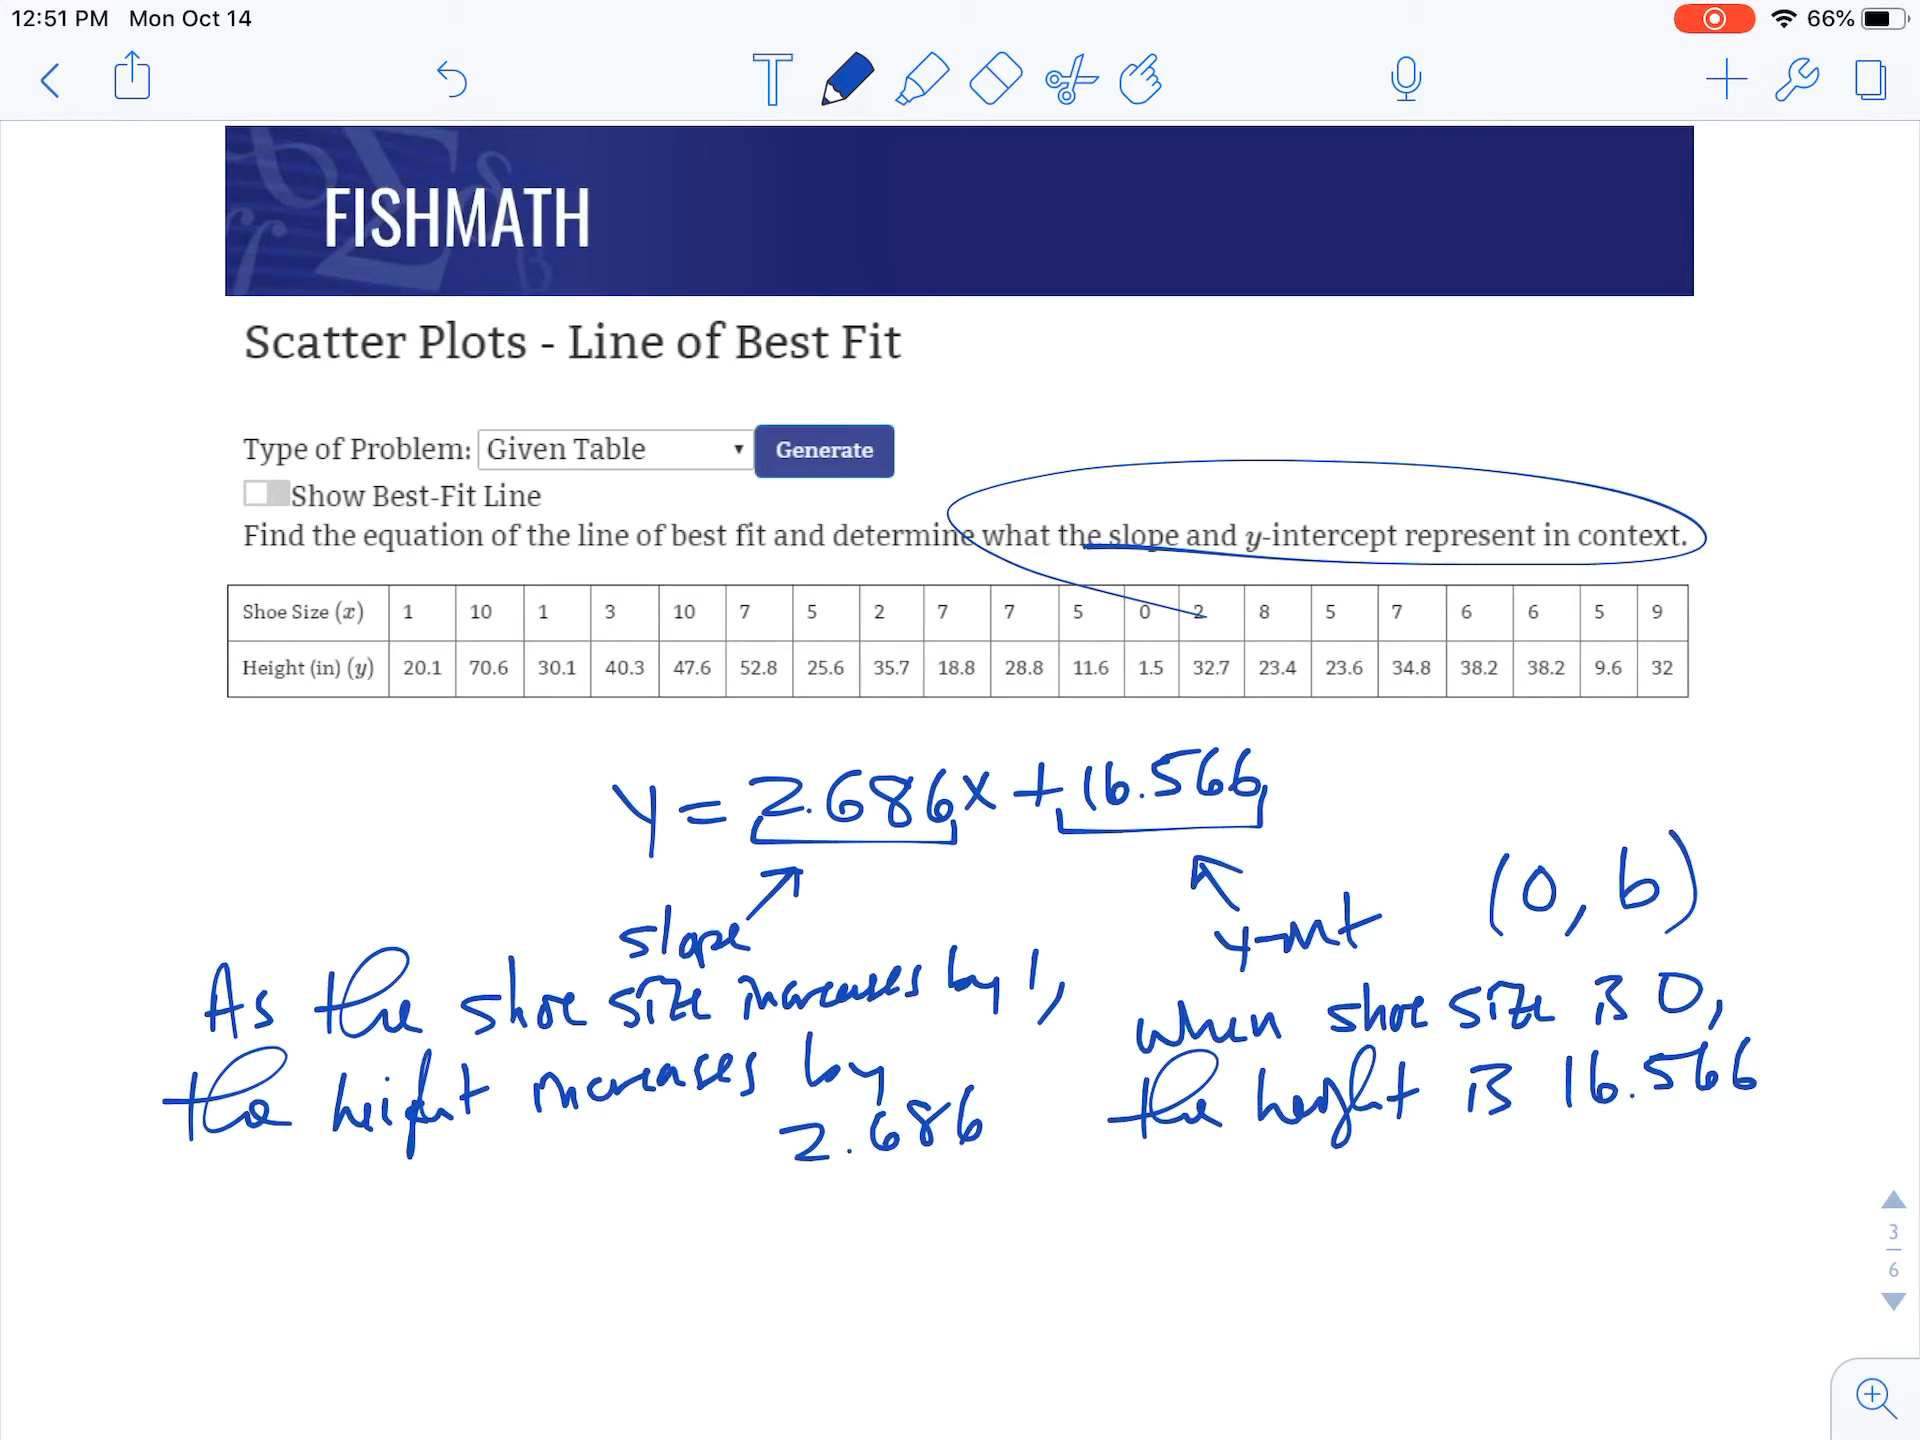 12:51 PM Mon Oct 14 66%
T
FISHMATH
Scatter Plots - Line of Best Fit
Type of Problem: Given Table Generate
Show Best-Fit Line
Find the equation of the line of best fit and determine what the slope and y-intercept represent in context.
Shoe Size (x) 1 10 1 3 10 7 5 2 7 7 5 0 2 8 5 7 6 6 5 9
Height (in) (y) 20.1 70.6 30.1 40.3 47.6 52.8 25.6 35.7 18.8 28.8 11.6 1.5 32.7 23.4 23.6 34.8 38.2 38.2 9.6 32
y = 2.686x + 16.566
slope
y-int
(0, b)
As the shoe size increases by 1,
the height increases by
2.686
when shoe size is 0,
the height is 16.566
3
6